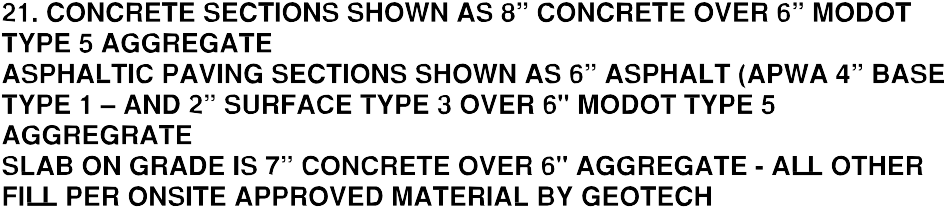 21. CONCRETE SECTIONS SHOWN AS 8” CONCRETE OVER 6” MODOT
TYPE 5 AGGREGATE
ASPHALTIC PAVING SECTIONS SHOWN AS 6” ASPHALT (APWA 4” BASE
TYPE 1 – AND 2” SURFACE TYPE 3 OVER 6" MODOT TYPE 5
AGGREGRATE
SLAB ON GRADE IS 7” CONCRETE OVER 6" AGGREGATE - ALL OTHER
FILL PER ONSITE APPROVED MATERIAL BY GEOTECH